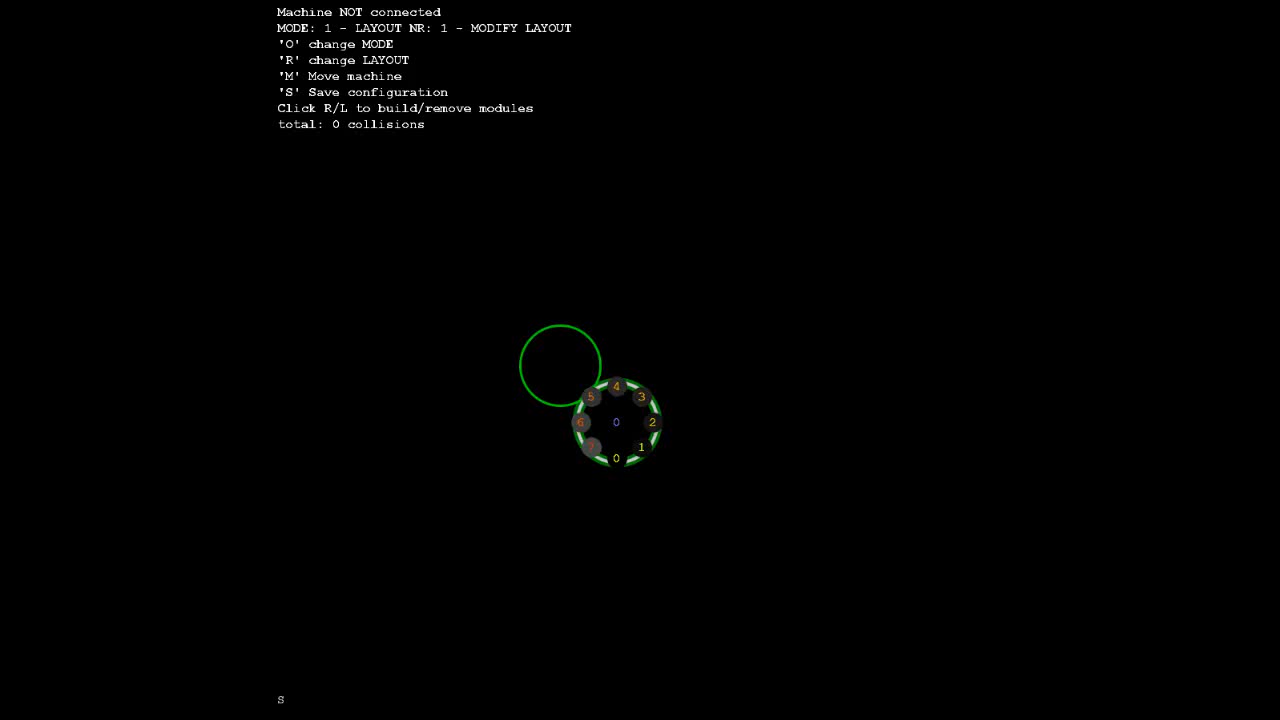 Machine NOT connected
MODE: 1 - LAYOUT NR: 1 - MODIFY LAYOUT
'O' change MODE
'R' change LAYOUT
'M' Move machine
'S' Save configuration
Click R/L to build/remove modules
total: 0 collisions
4
5
3
6
0
2
7
1
0
S